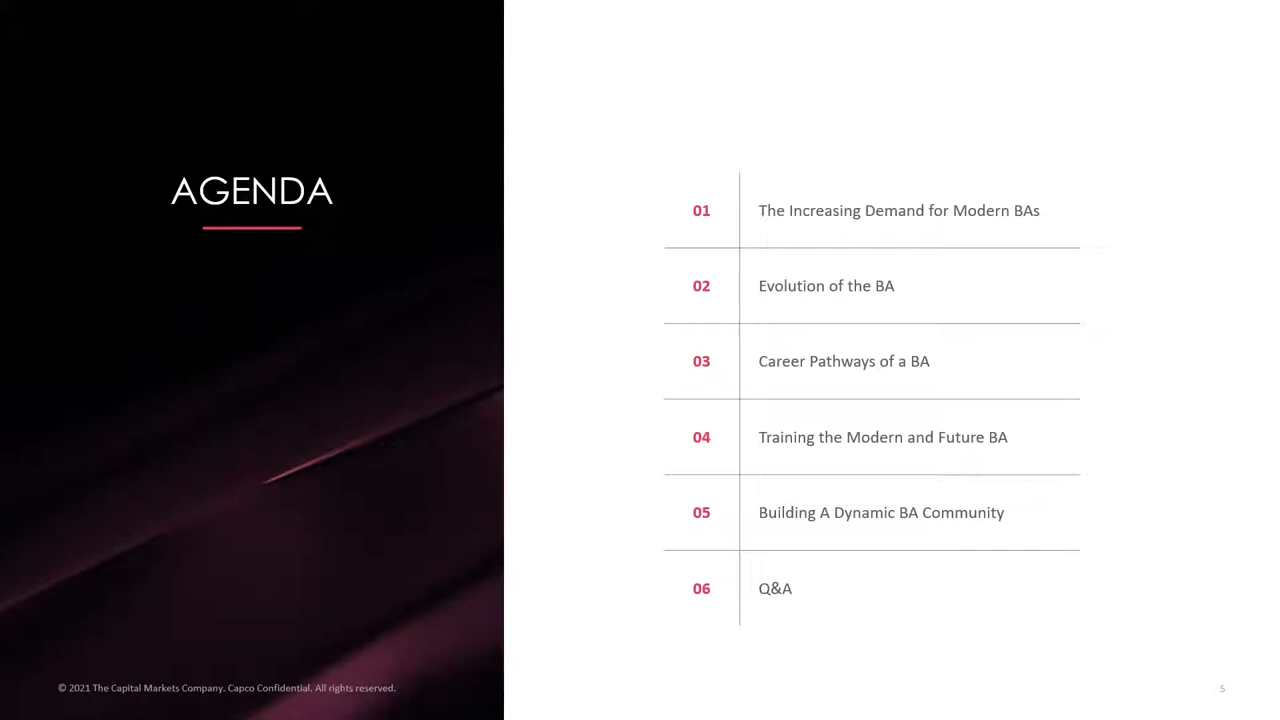 AGENDA
01 The Increasing Demand for Modern BAs
02 Evolution of the BA
03 Career Pathways of a BA
04 Training the Modern and Future BA
05 Building A Dynamic BA Community
06 Q&A
© 2021 The Capital Markets Company. Capco Confidential. All rights reserved.
5